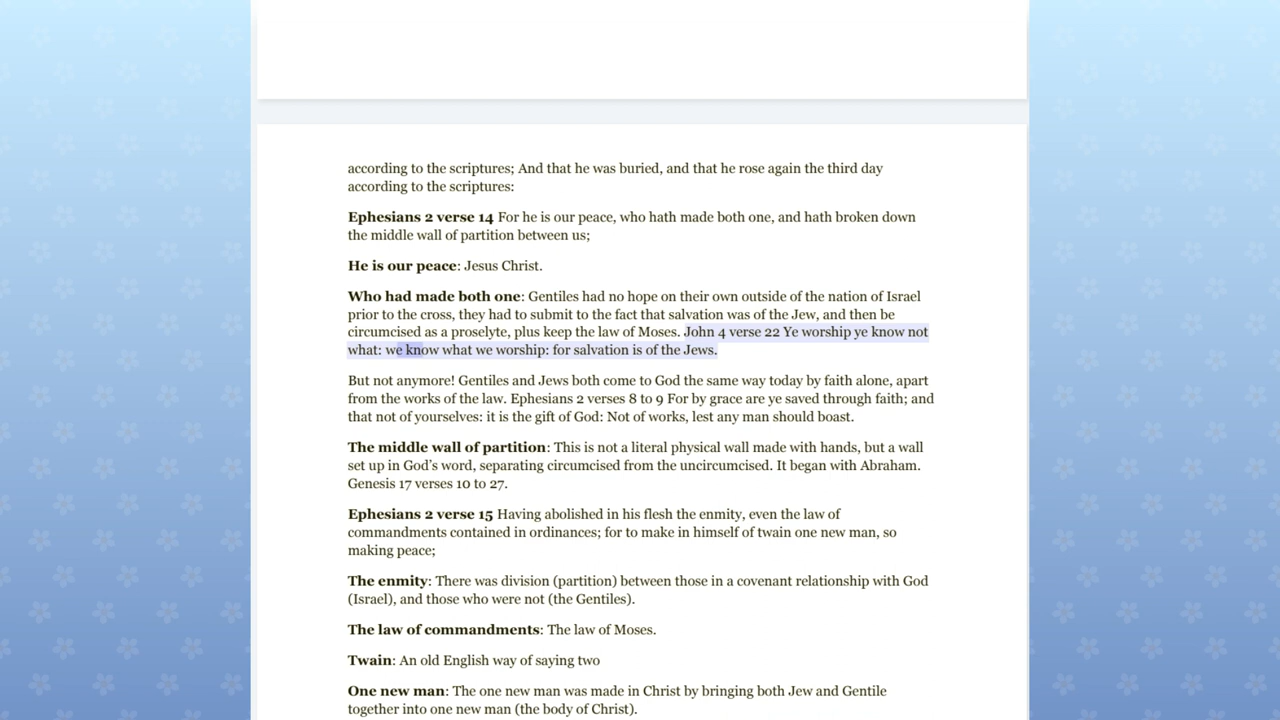 according to the scriptures; And that he was buried, and that he rose again the third day
according to the scriptures:
Ephesians 2 verse 14 For he is our peace, who hath made both one, and hath broken down
the middle wall of partition between us;
He is our peace: Jesus Christ.
Who had made both one: Gentiles had no hope on their own outside of the nation of Israel
prior to the cross, they had to submit to the fact that salvation was of the Jew, and then be
circumcised as a proselyte, plus keep the law of Moses. John 4 verse 22 Ye worship ye know not
what: we know what we worship: for salvation is of the Jews.
But not anymore! Gentiles and Jews both come to God the same way today by faith alone, apart
from the works of the law. Ephesians 2 verses 8 to 9 For by grace are ye saved through faith; and
that not of yourselves: it is the gift of God: Not of works, lest any man should boast.
The middle wall of partition: This is not a literal physical wall made with hands, but a wall
set up in God’s word, separating circumcised from the uncircumcised. It began with Abraham.
Genesis 17 verses 10 to 27.
Ephesians 2 verse 15 Having abolished in his flesh the enmity, even the law of
commandments contained in ordinances; for to make in himself of twain one new man, so
making peace;
The enmity: There was division (partition) between those in a covenant relationship with God
(Israel), and those who were not (the Gentiles).
The law of commandments: The law of Moses.
Twain: An old English way of saying two
One new man: The one new man was made in Christ by bringing both Jew and Gentile
together into one new man (the body of Christ).